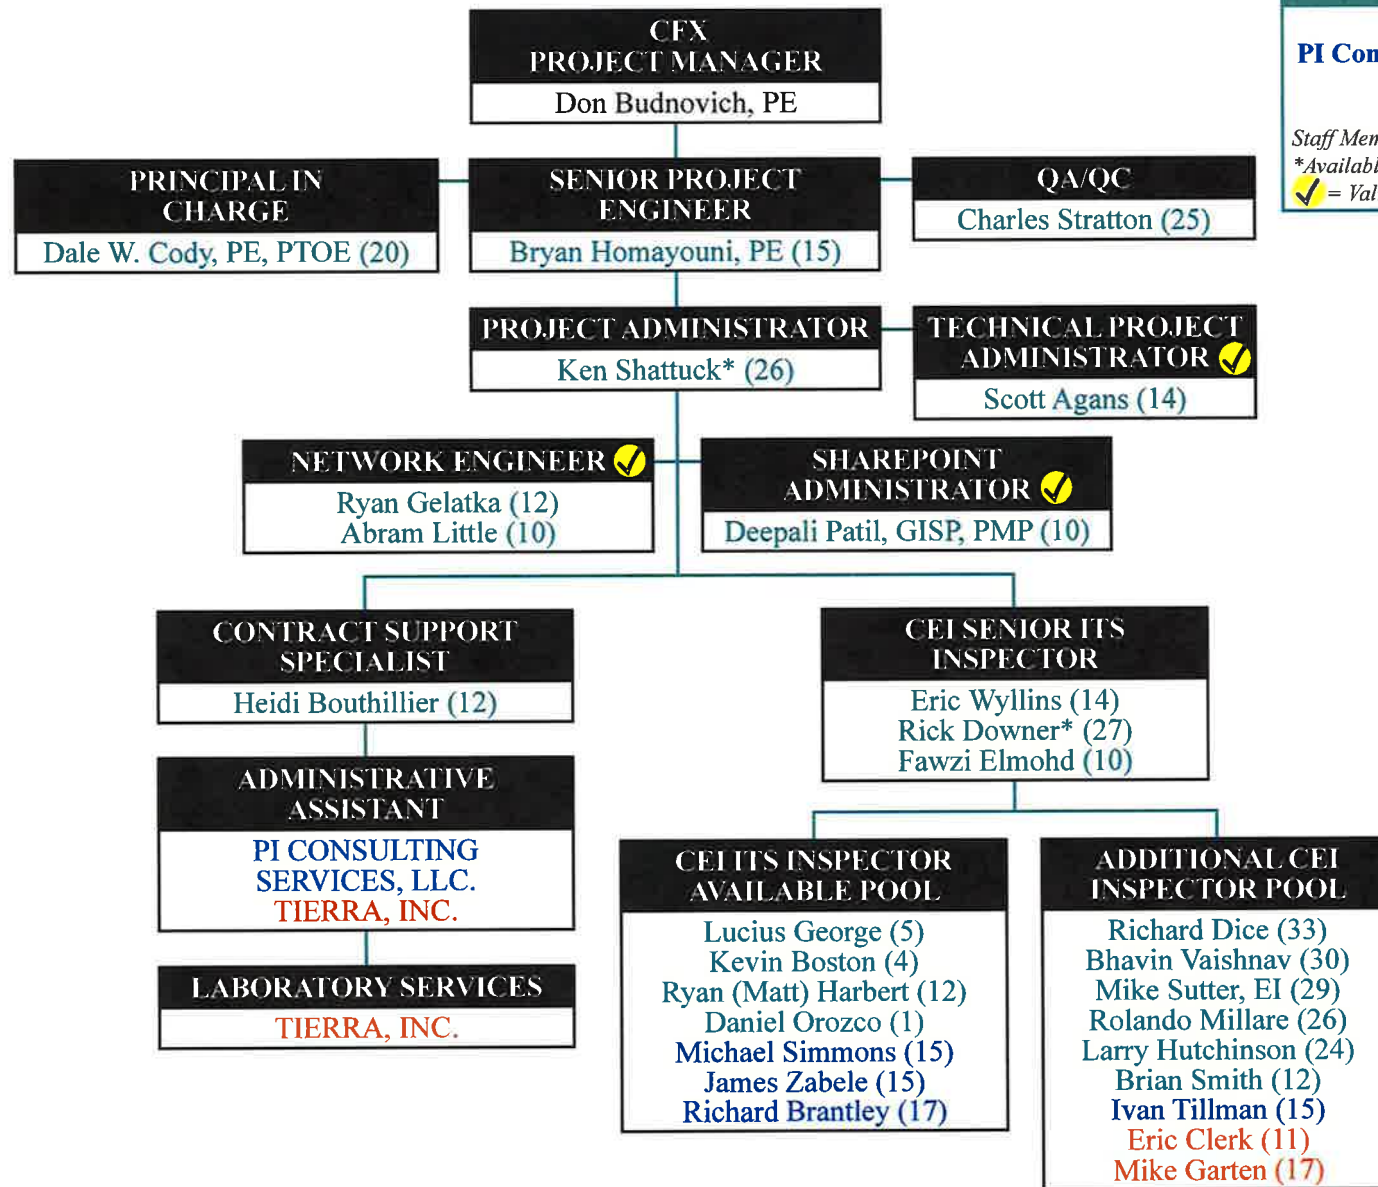 CFX
PROJECT MANAGER
Don Budnovich, PE
PI
Staff
= 
PRINCIPAL IN
CHARGE
Dale W. Cody, PE, PTOE (20)
SENIOR PROJECT
ENGINEER
Bryan Homayouni, PE (15)
QA/QC
Charles Stratton (25)
PROJECT ADMINISTRATOR
Ken Shattuck* (26)
TECHNICAL PROJECT
ADMINISTRATOR
Scott Agans (14)
NETWORK ENGINEER
Ryan Gelatka (12)
Abram Little (10)
SHAREPOINT
ADMINISTRATOR
Deepali Patil, GISP, PMP (10)
CONTRACT SUPPORT
SPECIALIST
Heidi Bouthillier (12)
CEI SENIOR ITS
INSPECTOR
Eric Wyllins (14)
Rick Downer* (27)
Fawzi Elmohd (10)
ADMINISTRATIVE
ASSISTANT
PI CONSULTING
SERVICES, LLC.
TIERRA, INC.
LABORATORY SERVICES
TIERRA, INC.
CEI ITS INSPECTOR
AVAILABLE POOL
Lucius George (5)
Kevin Boston (4)
Ryan (Matt) Harbert (12)
Daniel Orozco (1)
Michael Simmons (15)
James Zabele (15)
Richard Brantley (17)
ADDITIONAL CEI
INSPECTOR POOL
Richard Dice (33)
Bhavin Vaishnav (30)
Mike Sutter, EI (29)
Rolando Millare (26)
Larry Hutchinson (24)
Brian Smith (12)
Ivan Tillman (15)
Eric Clerk (11)
Mike Garten (17)